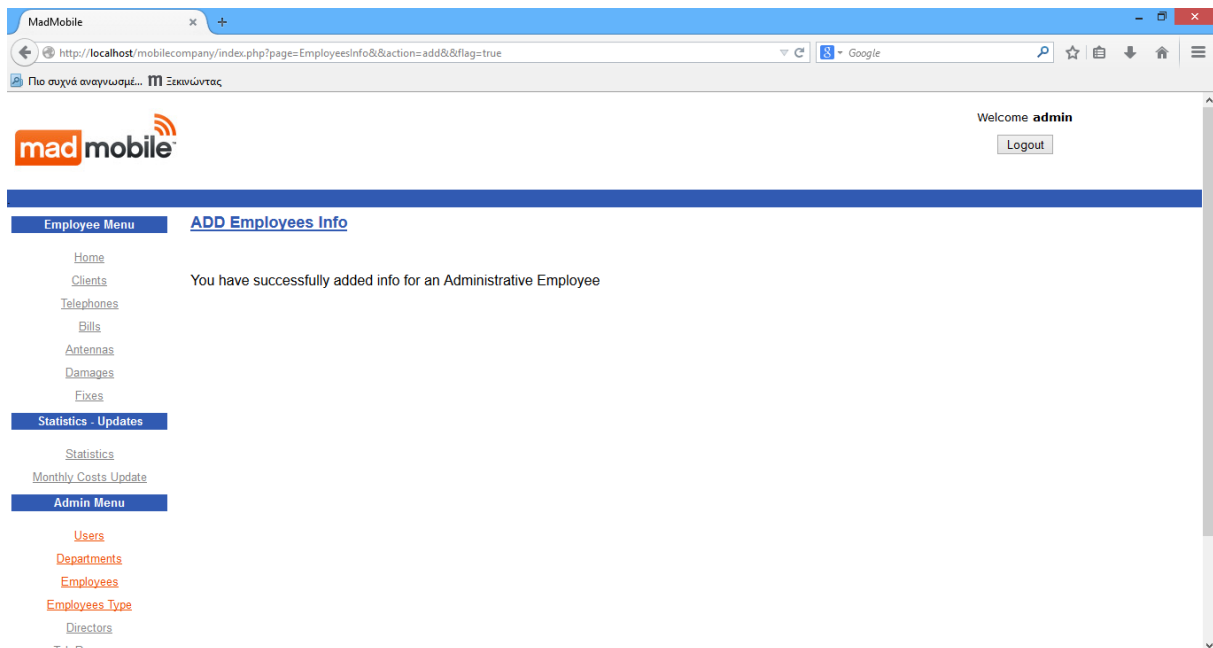 MadMobile
http://localhost/mobilecompany/index.php?page=EmployeesInfo&&action=add&&flag=true
Google
Πιο συχνά αναγνωσμέ... Ξεκινώντας
mad mobile
Welcome admin
Logout
Employee Menu
Home
Clients
Telephones
Bills
Antennas
Damages
Fixes
Statistics - Updates
Statistics
Monthly Costs Update
Admin Menu
Users
Departments
Employees
Employees Type
Directors
ADD Employees Info
You have successfully added info for an Administrative Employee